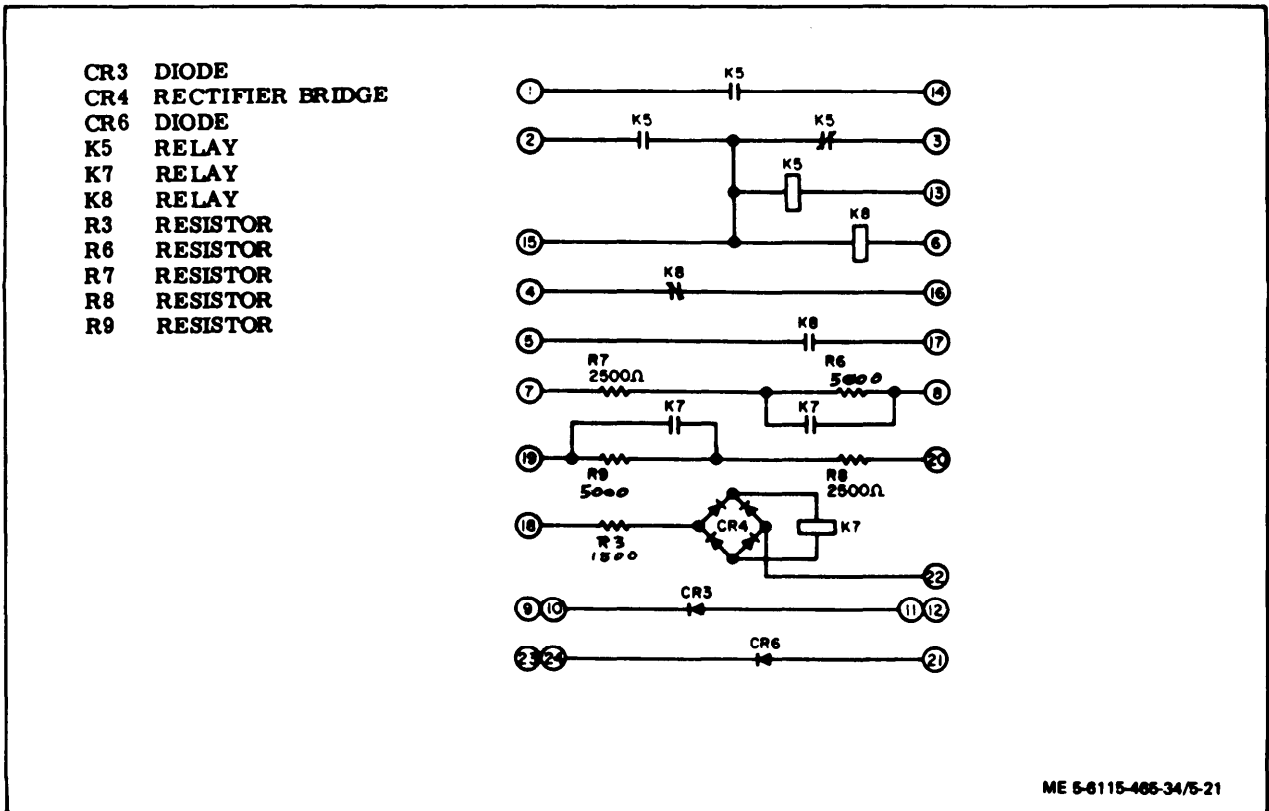 CR3 DIODE
CR4 RECTIFIER BRIDGE
CR6 DIODE
K5 RELAY
K7 RELAY
K8 RELAY
R3 RESISTOR
R6 RESISTOR
R7 RESISTOR
R8 RESISTOR
R9 RESISTOR
K5
1 14
K5 K5
2 3
K5
13
K8
15 6
K8
4 16
K8
5 17
R7 R6
2500Ω 5000
7 8
K7
K7
19 20
R9 R8
5000 2500Ω
18 CR4 K7
R3
1500
22
CR3
9 10 11 12
CR6
23 24 21
ME 5-6115-465-34/5-21